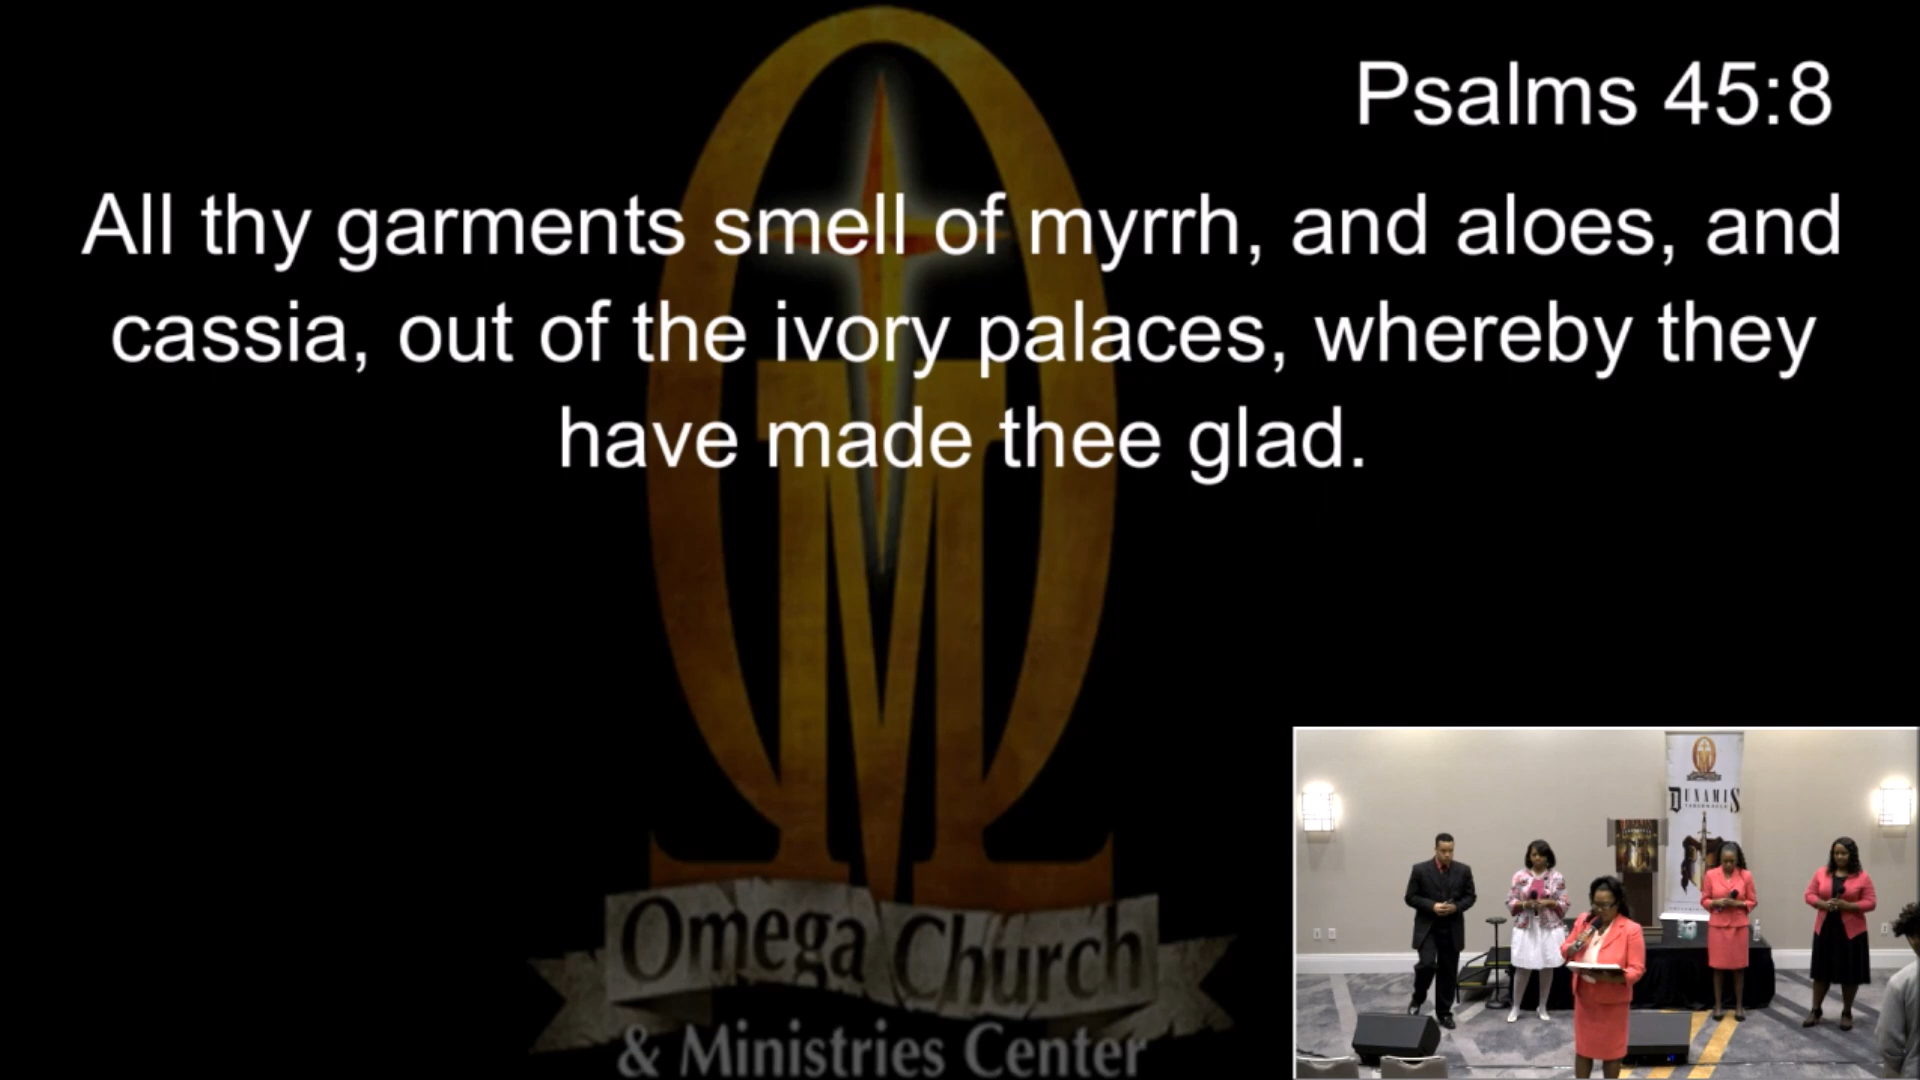 Psalms 45:8
All thy garments smell of myrrh, and aloes, and
cassia, out of the ivory palaces, whereby they
have made thee glad.
Omega Church
& Ministries Center
DUNAMIS
TABERNACLE